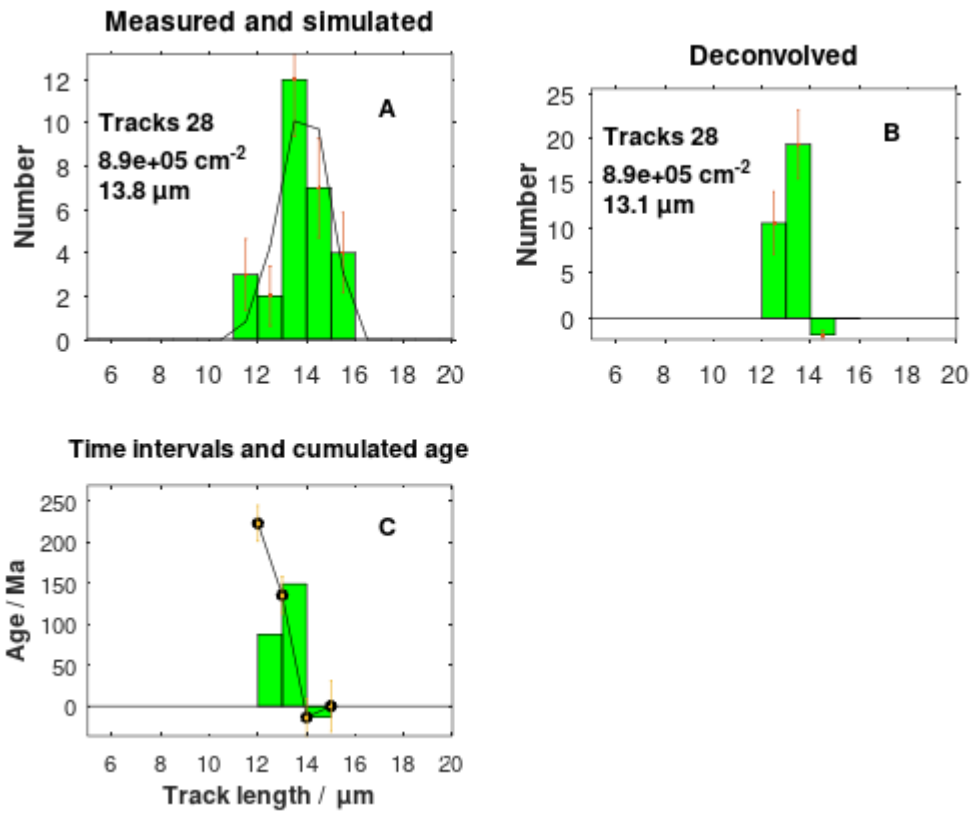 Measured and simulated
12
10
8
6
4
2
0
Number
Tracks 28
8.9e+05 cm-2
13.8 µm
A
6 8 10 12 14 16 18 20
Deconvolved
25
20
15
10
5
0
Number
Tracks 28
8.9e+05 cm-2
13.1 µm
B
6 8 10 12 14 16 18 20
Time intervals and cumulated age
250
200
150
100
50
0
Age / Ma
C
6 8 10 12 14 16 18 20
Track length / µm